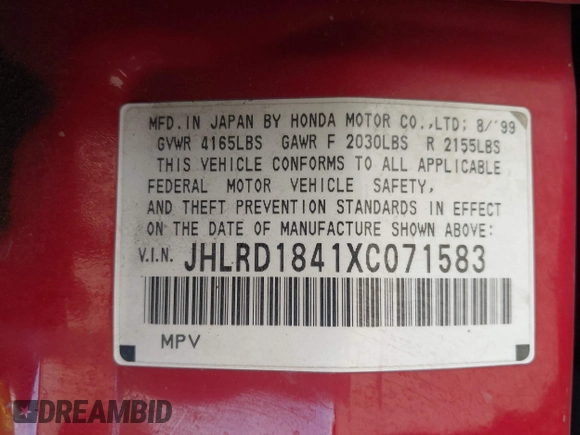 MFD. IN JAPAN BY HONDA MOTOR CO.,LTD; 8/'99
GVWR 4165LBS GAWR F 2030LBS R 2155LBS
THIS VEHICLE CONFORMS TO ALL APPLICABLE
FEDERAL MOTOR VEHICLE SAFETY,
AND THEFT PREVENTION STANDARDS IN EFFECT
ON THE DATE OF MANUFACTURE SHOWN ABOVE:
V.I.N. JHLRD1841XC071583
MPV
DREAMBID